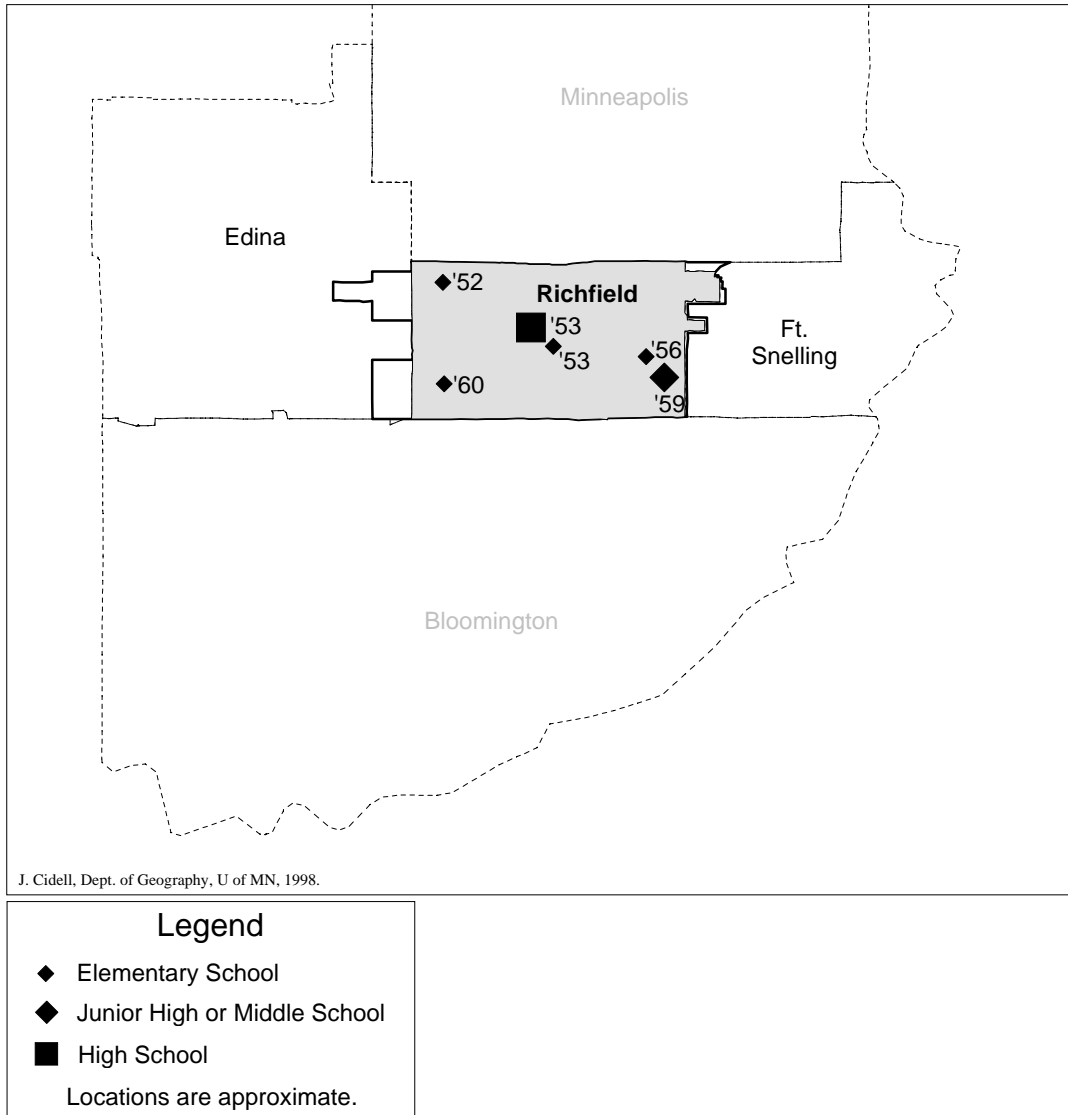 Minneapolis
Edina
'52
Richfield
'53
'53
'56
Ft.
Snelling
'60
'59
Bloomington
J. Cidell, Dept. of Geography, U of MN, 1998.
Legend
Elementary School
Junior High or Middle School
High School
Locations are approximate.